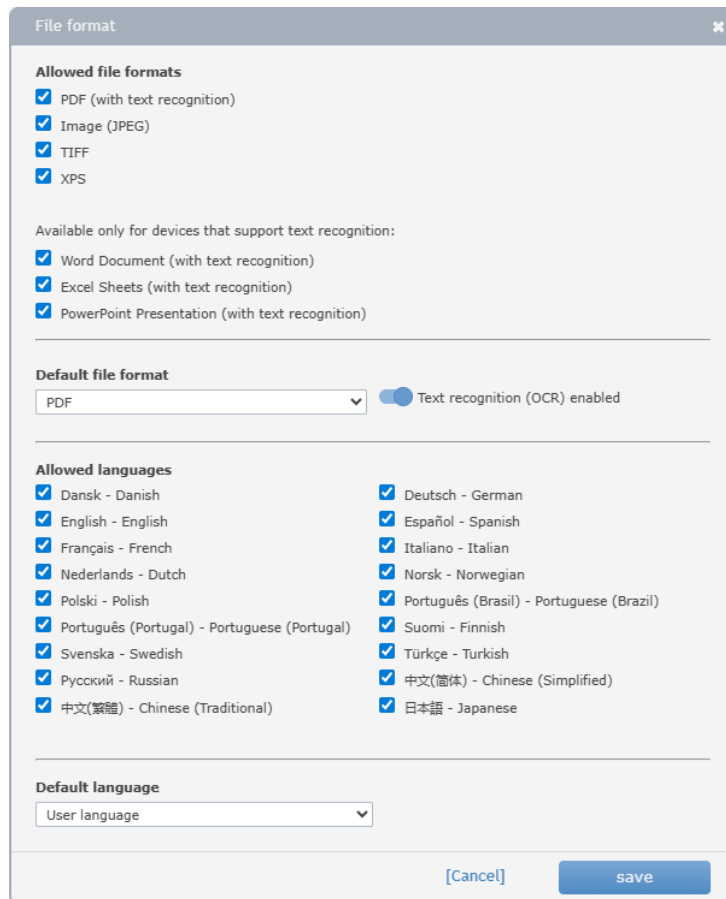 File format
Allowed file formats
PDF (with text recognition)
Image (JPEG)
TIFF
XPS
Available only for devices that support text recognition:
Word Document (with text recognition)
Excel Sheets (with text recognition)
PowerPoint Presentation (with text recognition)
Default file format
PDF
Text recognition (OCR) enabled
Allowed languages
Dansk - Danish
Deutsch - German
English - English
Español - Spanish
Français - French
Italiano - Italian
Nederlands - Dutch
Norsk - Norwegian
Polski - Polish
Português (Brasil) - Portuguese (Brazil)
Português (Portugal) - Portuguese (Portugal)
Suomi - Finnish
Svenska - Swedish
Türkçe - Turkish
Русский - Russian
中文(简体) - Chinese (Simplified)
中文(繁體) - Chinese (Traditional)
日本語 - Japanese
Default language
User language
[Cancel]
save